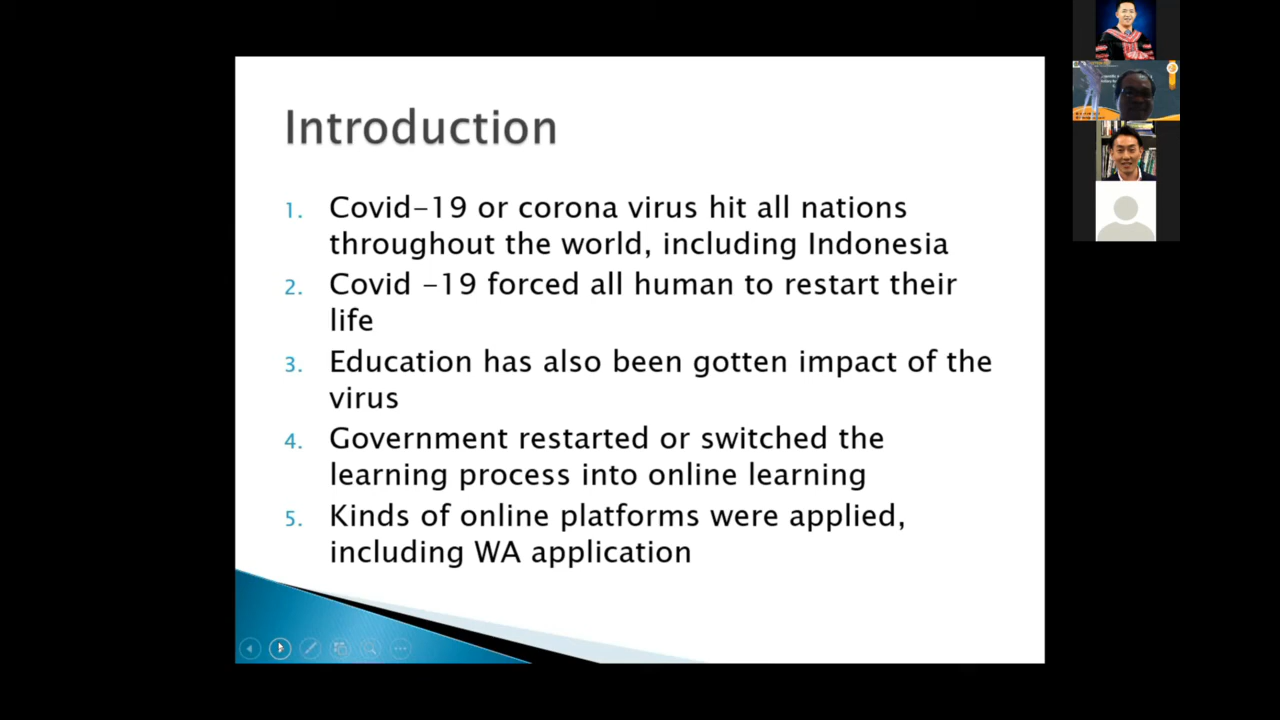 Introduction
1. Covid-19 or corona virus hit all nations
throughout the world, including Indonesia
2. Covid -19 forced all human to restart their
life
3. Education has also been gotten impact of the
virus
4. Government restarted or switched the
learning process into online learning
5. Kinds of online platforms were applied,
including WA application